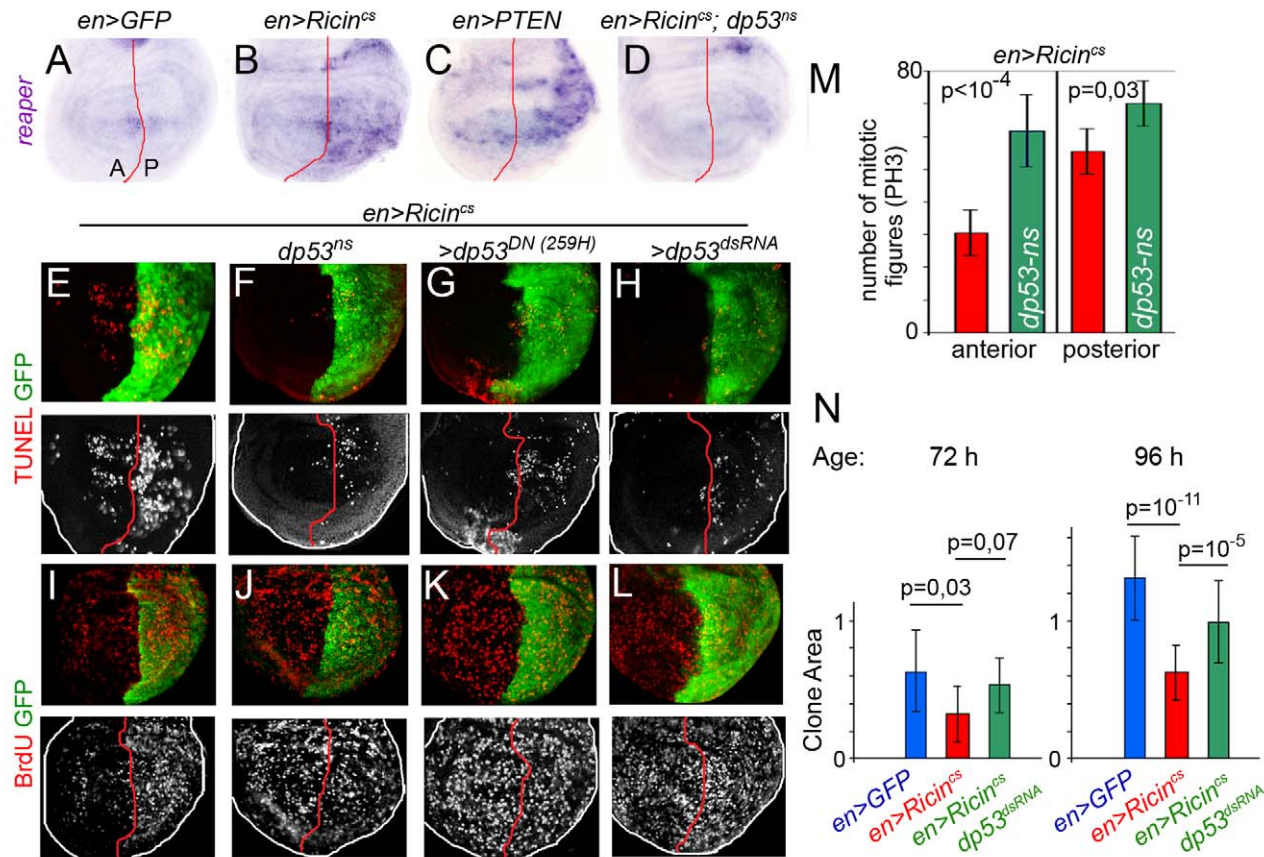 en>GFP
en>Ricin^cs
en>PTEN
en>Ricin^cs; dp53^ns
reaper
A
B
C
D
A P
en>Ricin^cs
dp53^ns
>dp53^DN (259H)
>dp53^dsRNA
TUNEL GFP
E
F
G
H
BrdU GFP
I
J
K
L
M
en>Ricin^cs
80
p<10^-4
p=0,03
number of mitotic
figures (PH3)
dp53-ns
dp53-ns
0
anterior
posterior
N
Age:
72 h
96 h
p=0,03
p=0,07
p=10^-11
p=10^-5
Clone Area
1
0
1
0
en>GFP
en>Ricin^cs
en>Ricin^cs
dp53^dsRNA
en>GFP
en>Ricin^cs
en>Ricin^cs
dp53^dsRNA